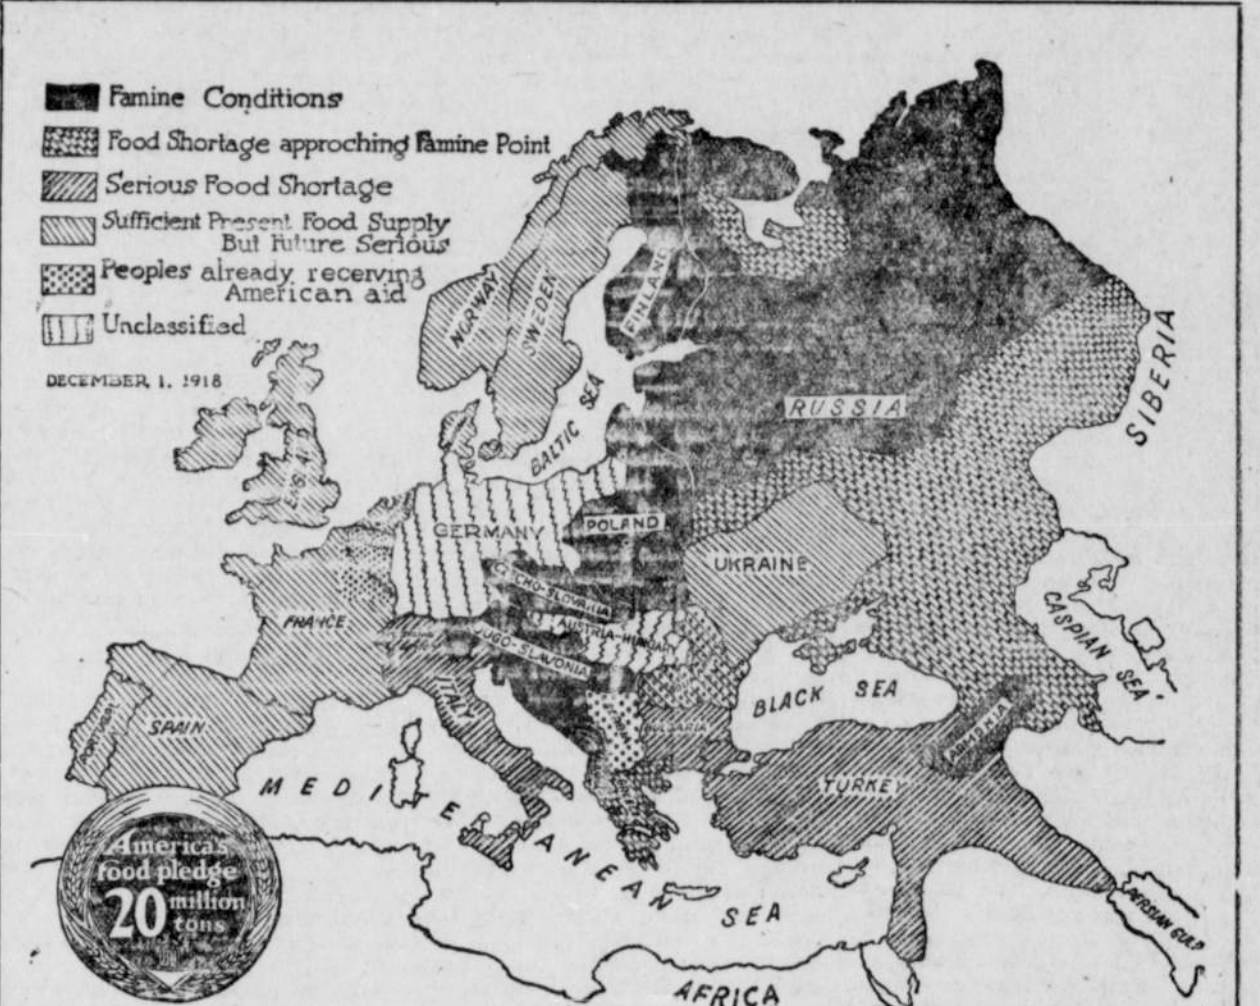 Famine Conditions
Food Shortage approching Famine Point
Serious Food Shortage
Sufficient Present Food Supply
But Future Serious
Peoples already receiving
American aid
Unclassified
DECEMBER 1, 1918
NORWAY
SWEDEN
FINLAND
BALTIC SEA
RUSSIA
SIBERIA
GERMANY
POLAND
UKRAINE
CZECHO-SLOVAKIA
AUSTRIA-HUNGARY
JUGO-SLAVONIA
FRANCE
ITALY
PORTUGAL
SPAIN
BULGARIA
BLACK SEA
CASPIAN SEA
ARMENIA
TURKEY
MEDITERANEAN SEA
PERSIAN GULF
AFRICA
America's
food pledge
20 million
tons